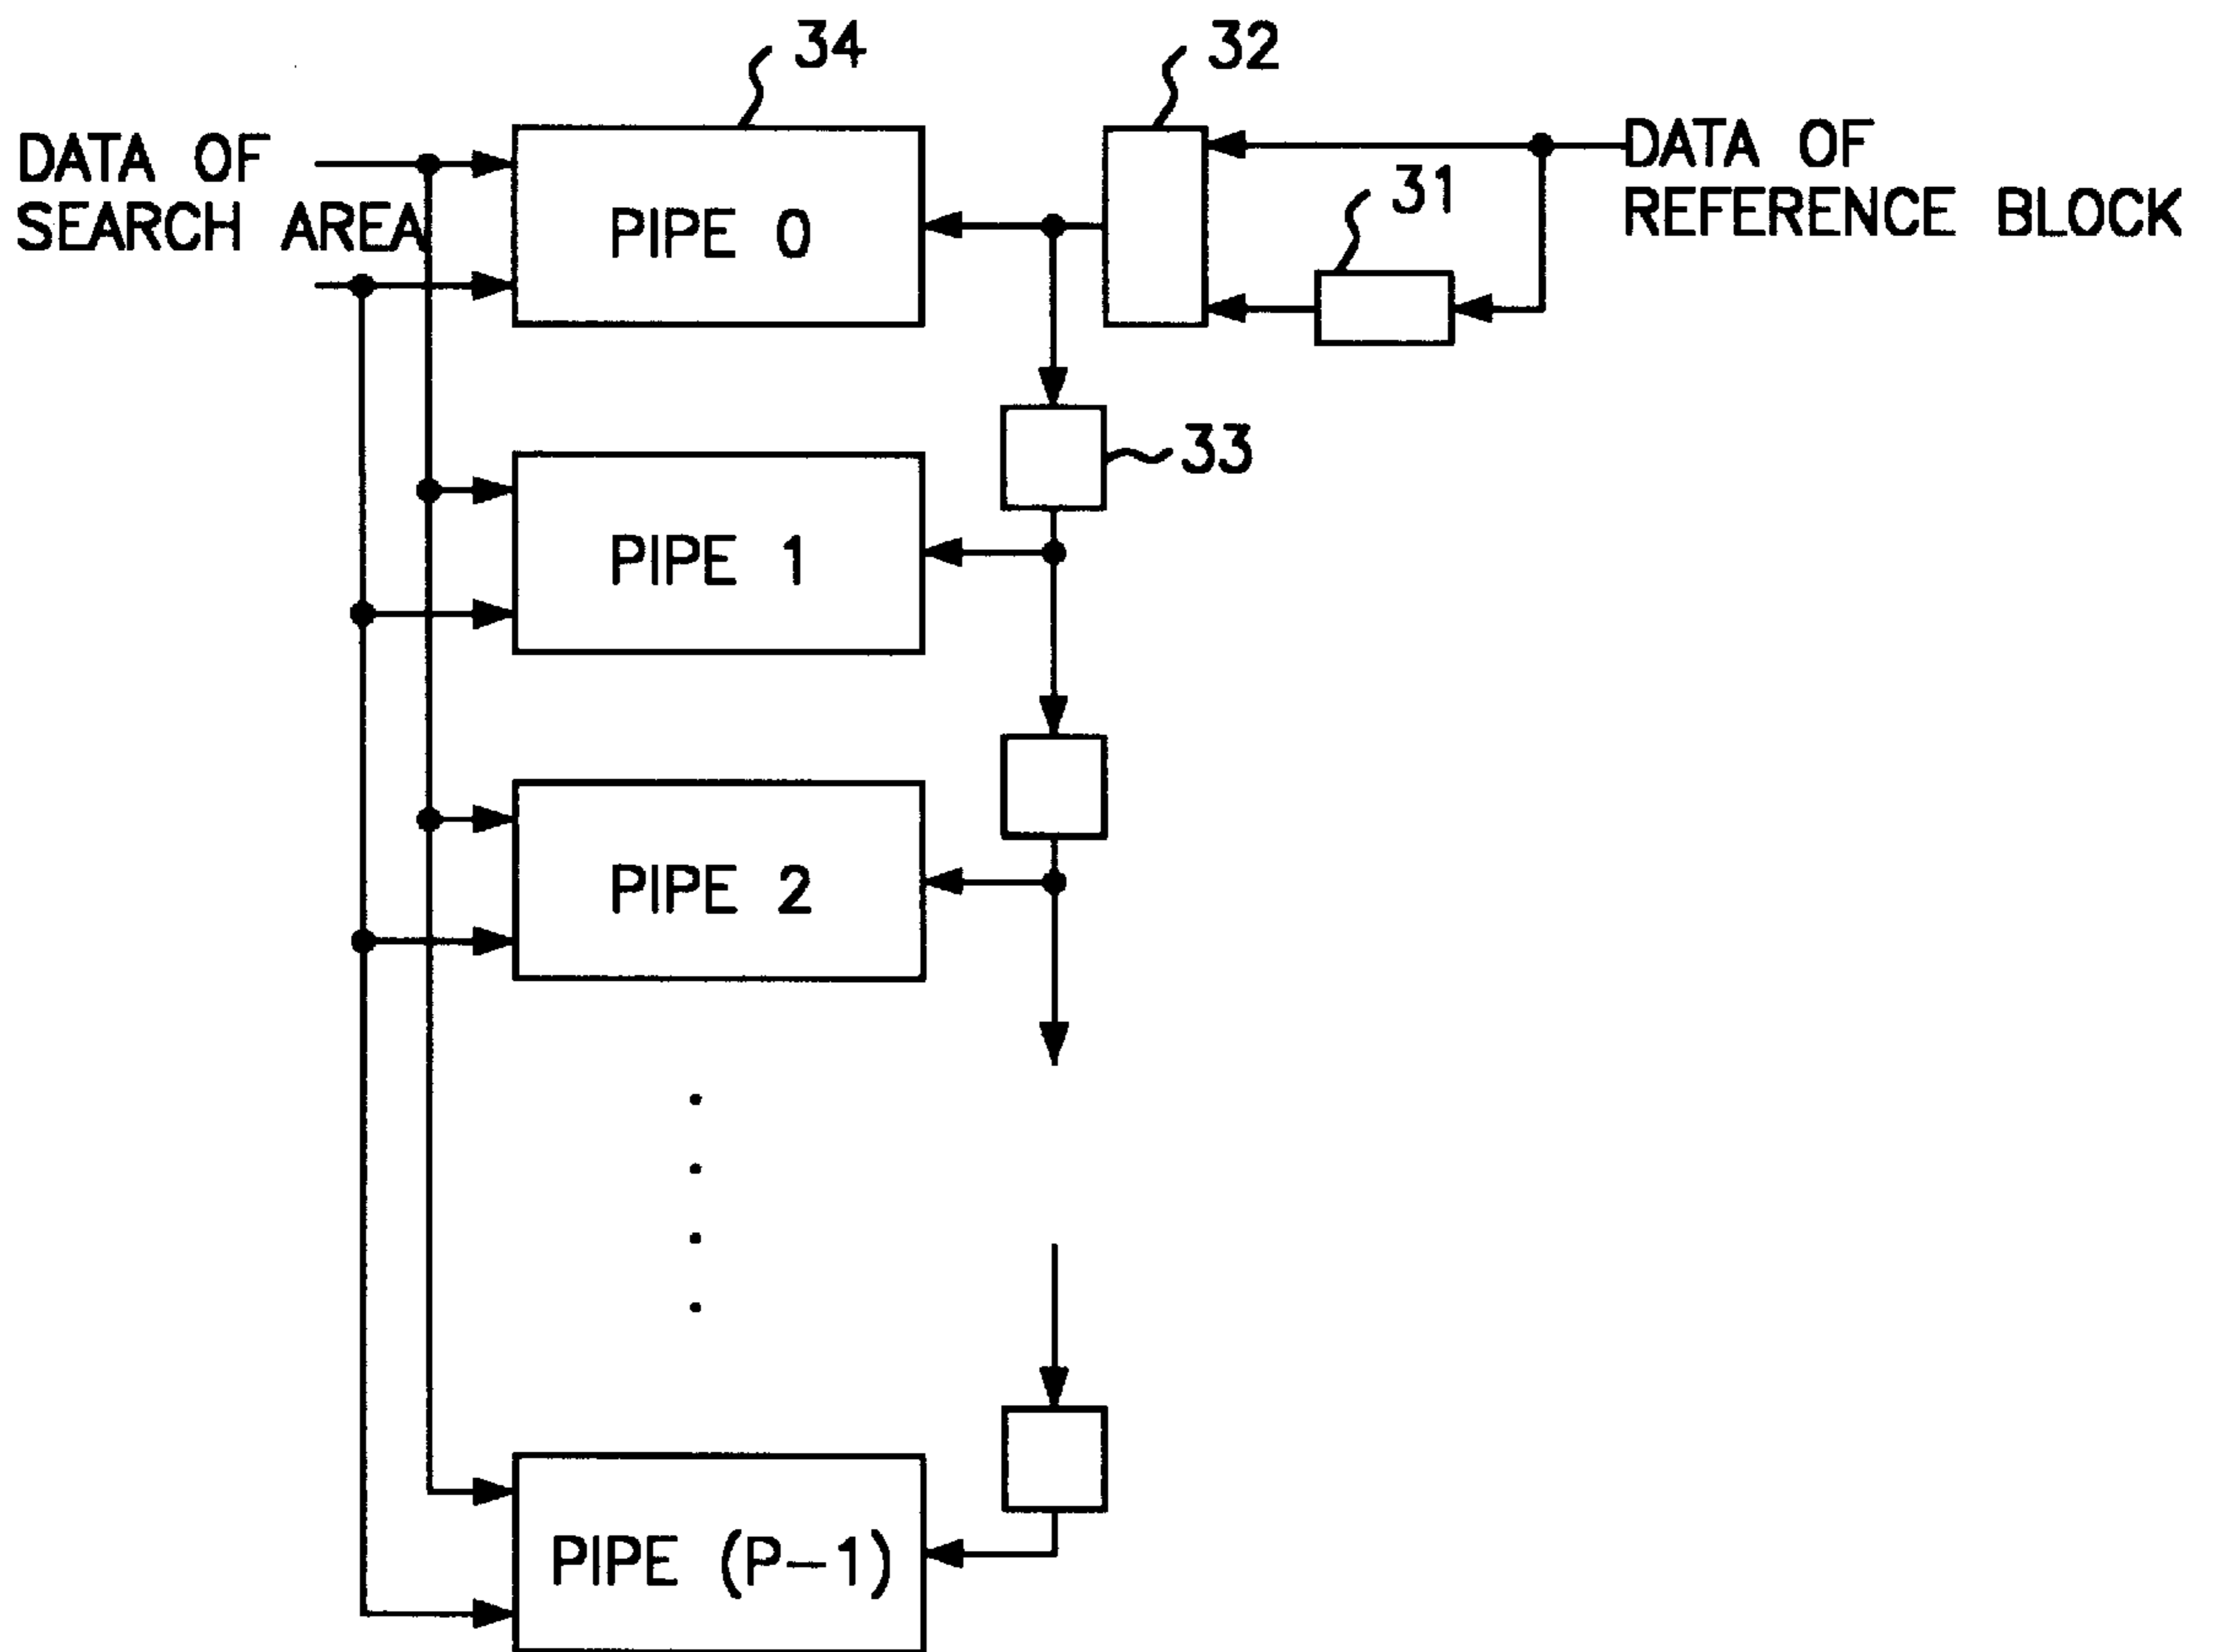 34
32
DATA OF
SEARCH AREA
DATA OF
REFERENCE BLOCK
31
PIPE 0
33
PIPE 1
PIPE 2
PIPE (P-1)